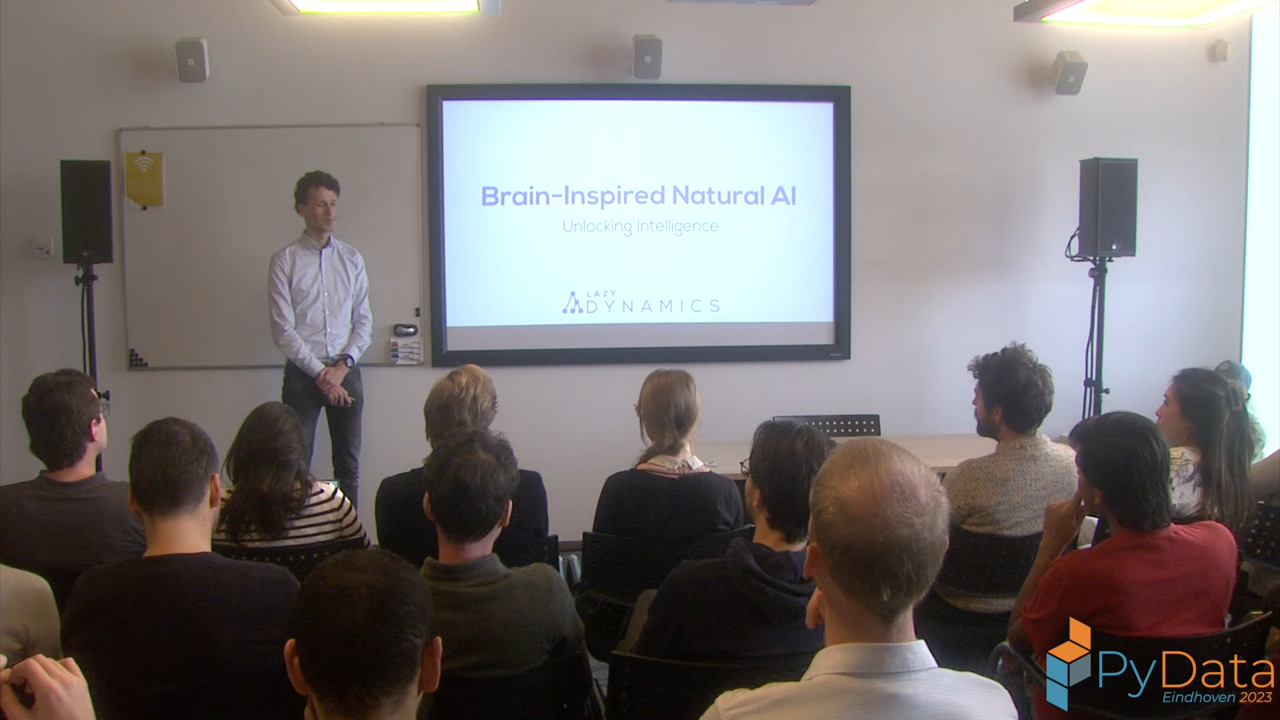 Brain-Inspired Natural AI
Unlocking Intelligence
LAZY
DYNAMICS
PyData
Eindhoven 2023